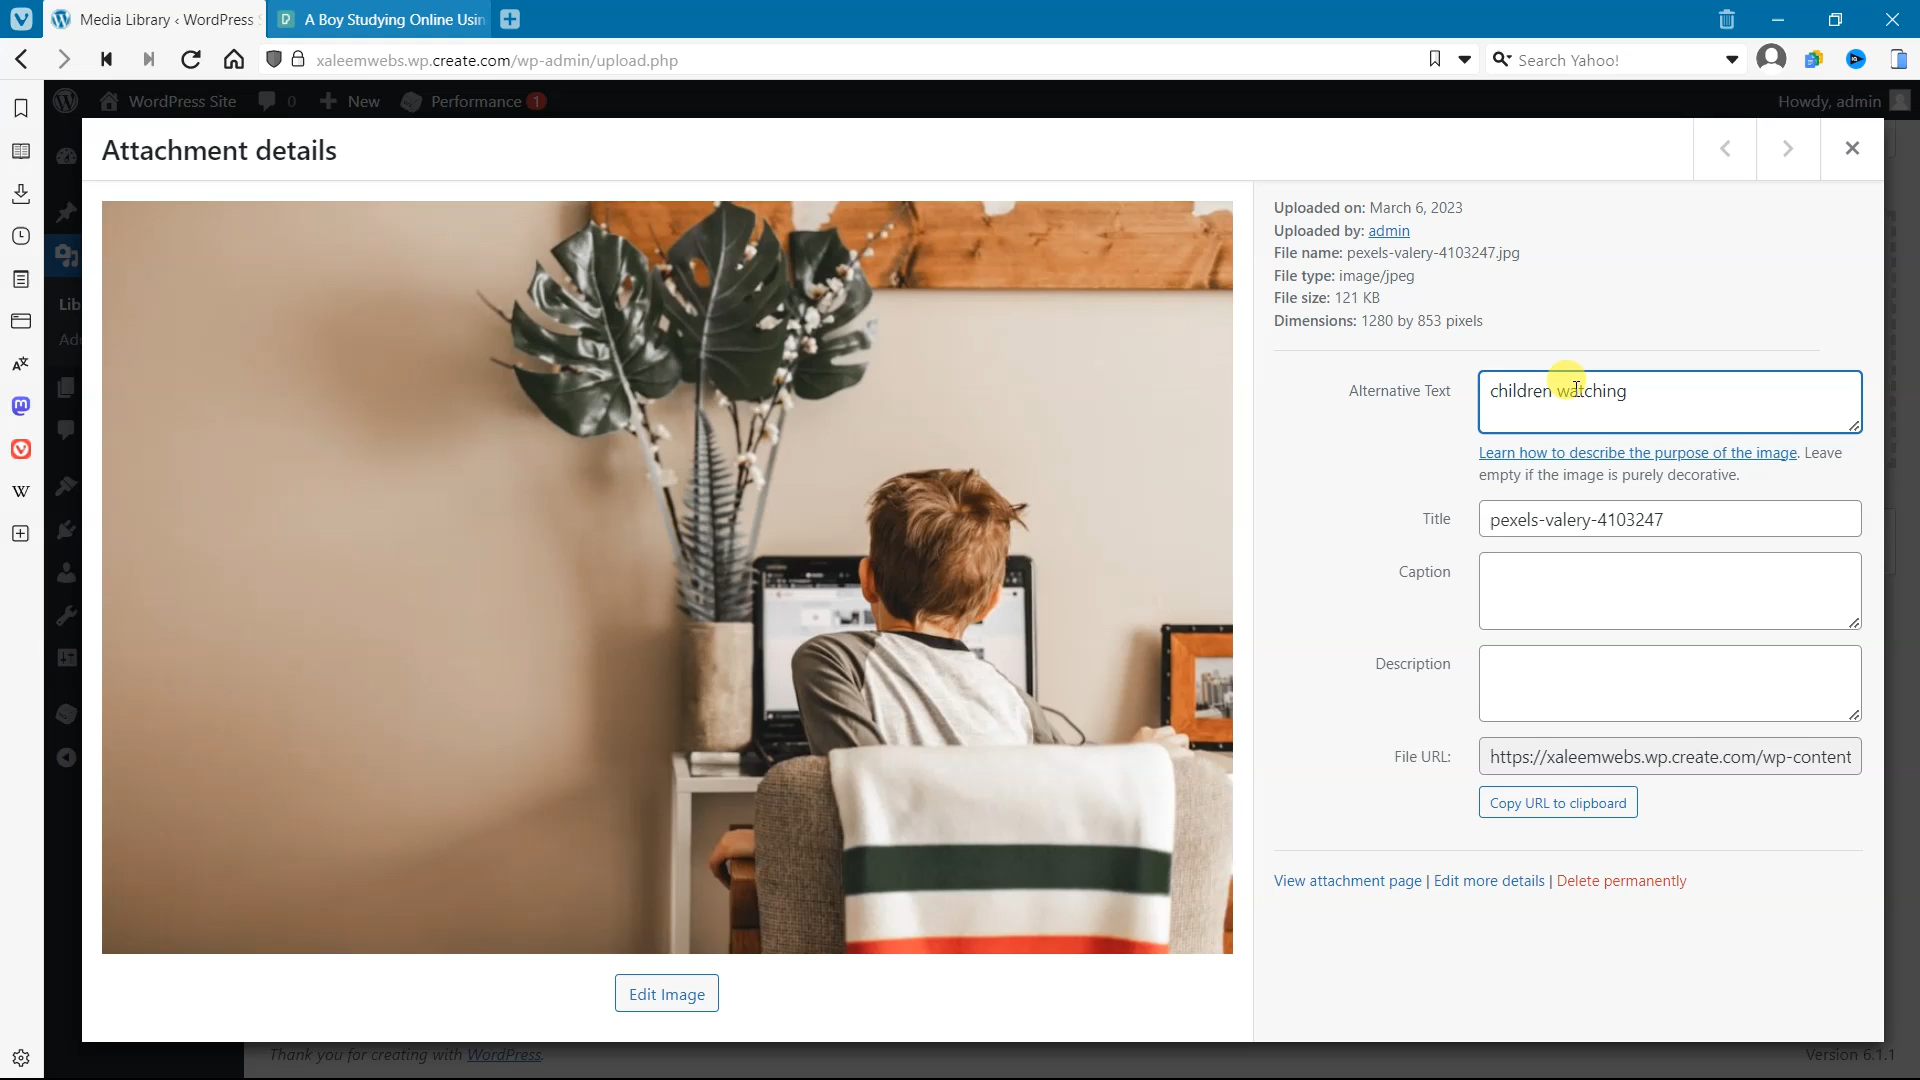 Media Library ‹ WordPress
A Boy Studying Online Usin
xaleemwebs.wp.create.com/wp-admin/upload.php
Search Yahoo!
WordPress Site
0
New
Performance 1
Howdy, admin
Attachment details
Lib
Add
Uploaded on: March 6, 2023
Uploaded by: admin
File name: pexels-valery-4103247.jpg
File type: image/jpeg
File size: 121 KB
Dimensions: 1280 by 853 pixels
Alternative Text
children watching
Learn how to describe the purpose of the image. Leave
empty if the image is purely decorative.
Title
pexels-valery-4103247
Caption
Description
File URL:
https://xaleemwebs.wp.create.com/wp-content
Copy URL to clipboard
View attachment page | Edit more details | Delete permanently
Edit Image
Thank you for creating with WordPress.
Version 6.1.1